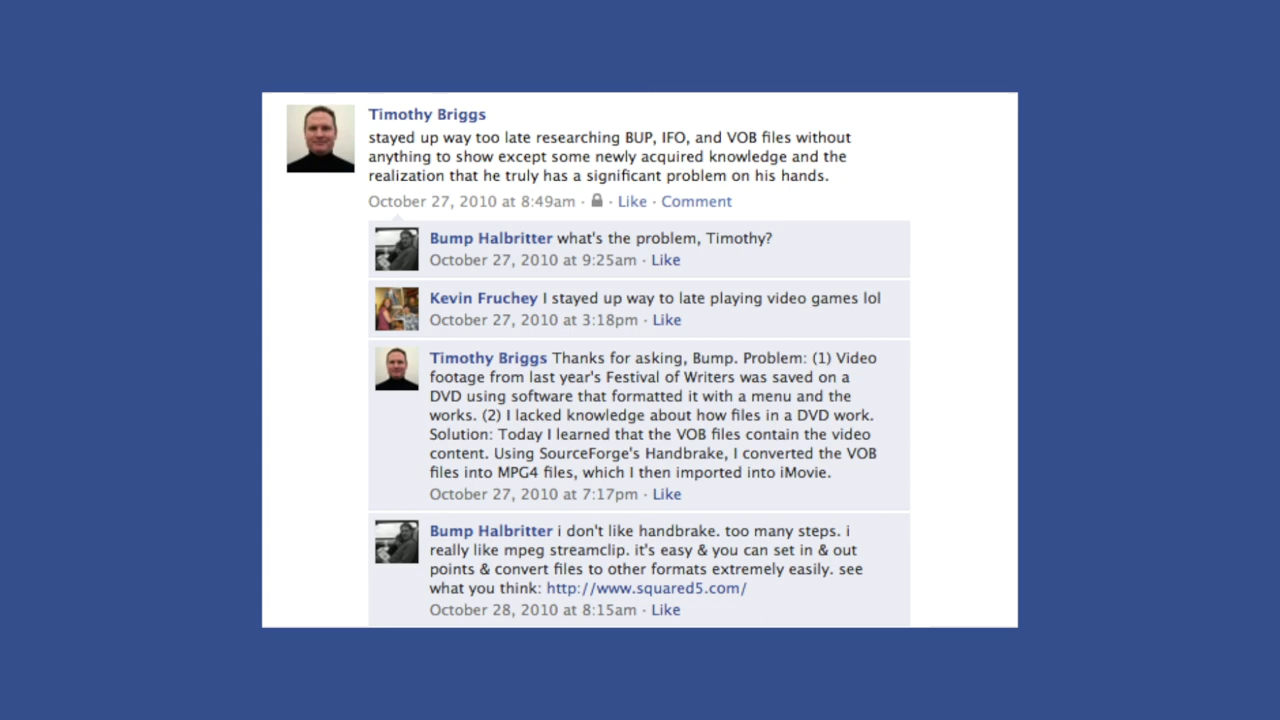 Timothy Briggs
stayed up way too late researching BUP, IFO, and VOB files without
anything to show except some newly acquired knowledge and the
realization that he truly has a significant problem on his hands.
October 27, 2010 at 8:49am · · Like · Comment
Bump Halbritter what's the problem, Timothy?
October 27, 2010 at 9:25am · Like
Kevin Fruchey I stayed up way to late playing video games lol
October 27, 2010 at 3:18pm · Like
Timothy Briggs Thanks for asking, Bump. Problem: (1) Video
footage from last year's Festival of Writers was saved on a
DVD using software that formatted it with a menu and the
works. (2) I lacked knowledge about how files in a DVD work.
Solution: Today I learned that the VOB files contain the video
content. Using SourceForge's Handbrake, I converted the VOB
files into MPG4 files, which I then imported into iMovie.
October 27, 2010 at 7:17pm · Like
Bump Halbritter i don't like handbrake. too many steps. i
really like mpeg streamclip. it's easy & you can set in & out
points & convert files to other formats extremely easily. see
what you think: http://www.squared5.com/
October 28, 2010 at 8:15am · Like